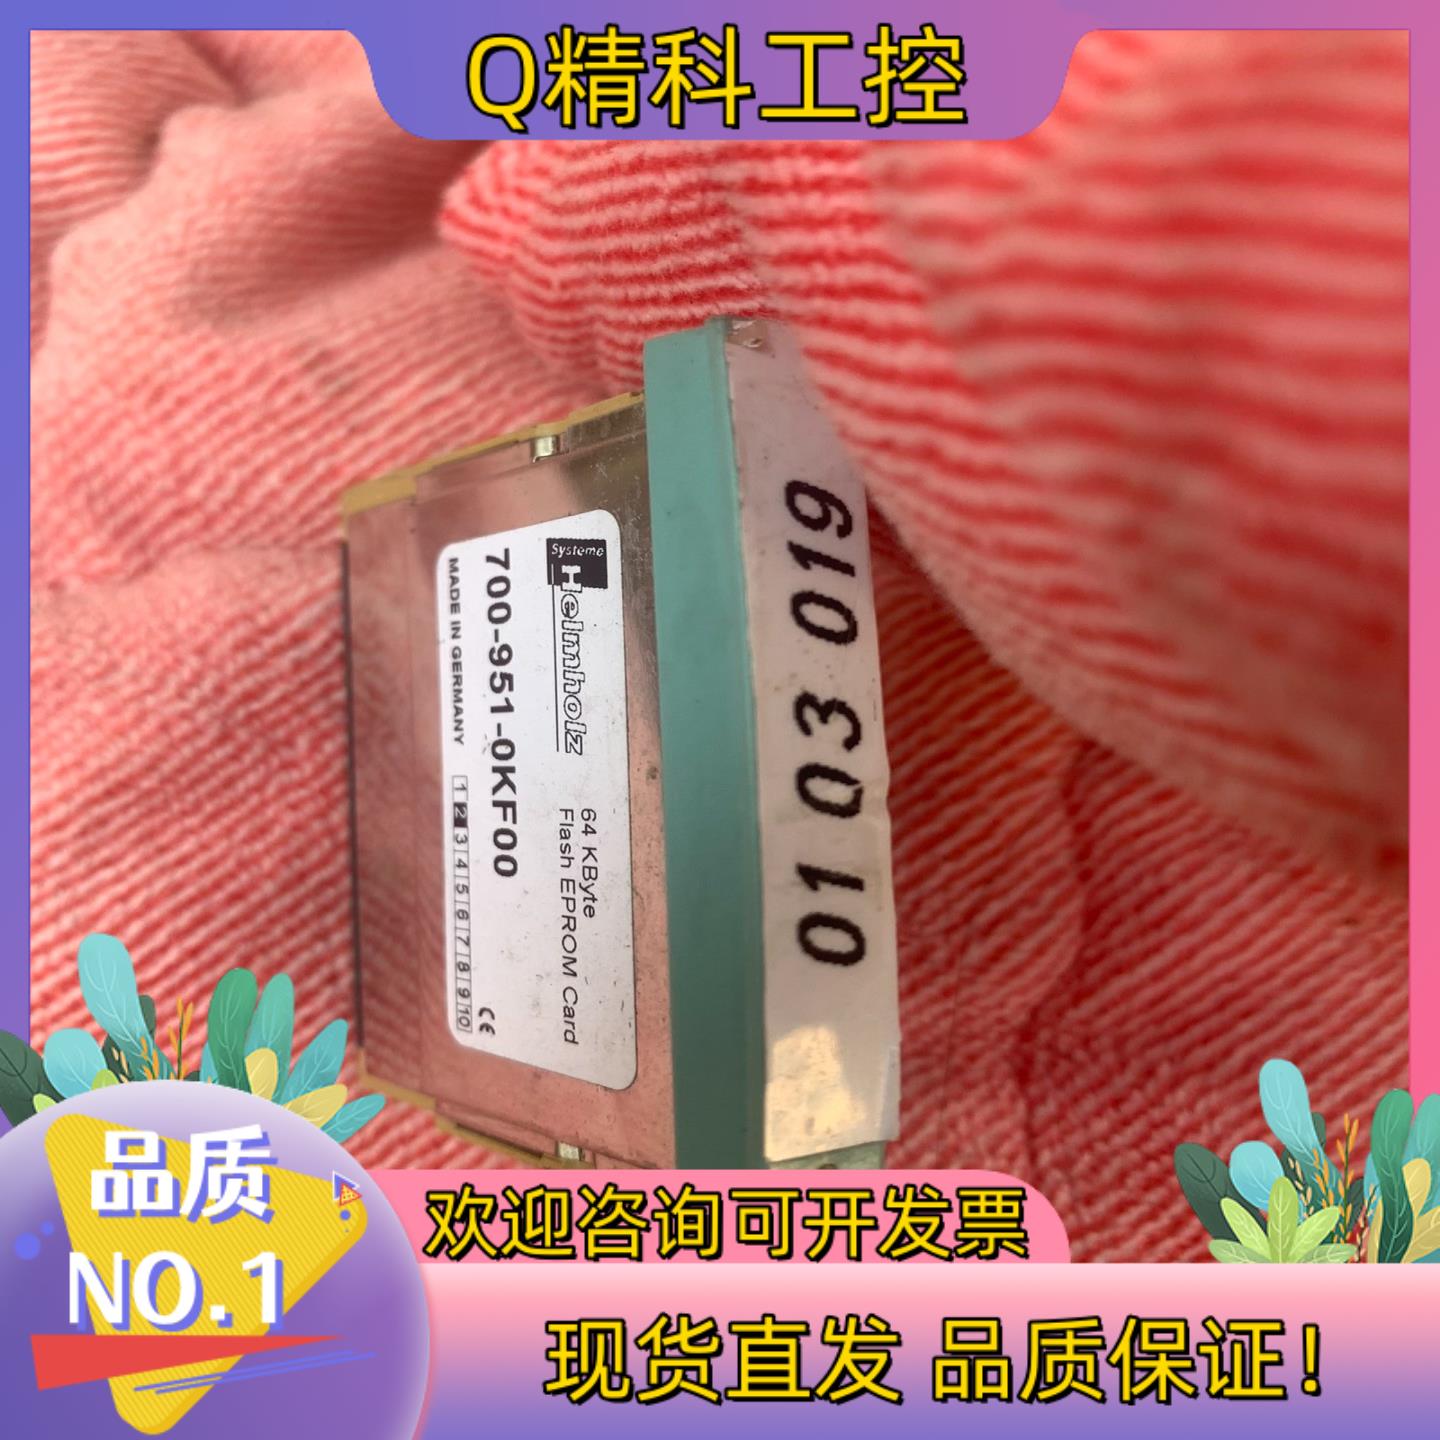 Q精科工控
Systeme
Helmholz
64 KByte
Flash EPROM Card
700-951-0KF00
MADE IN GERMANY
1 2 3 4 5 6 7 8 9 10
CE
01 03 019
品质
NO.1
欢迎咨询可开发票
现货直发 品质保证!